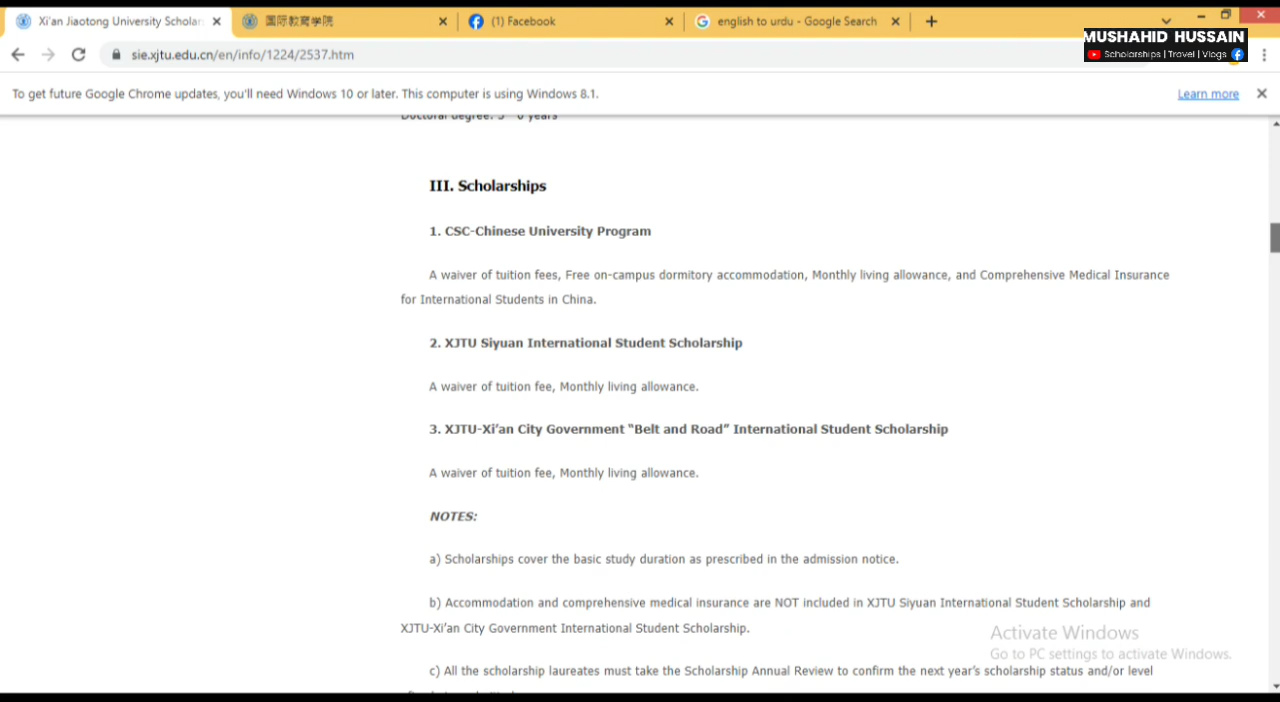 Xi'an Jiaotong University Scholar
国际教育学院
(1) Facebook
english to urdu - Google Search
MUSHAHID HUSSAIN
Scholarships | Travel | Vlogs
sie.xjtu.edu.cn/en/info/1224/2537.htm
To get future Google Chrome updates, you'll need Windows 10 or later. This computer is using Windows 8.1.
Learn more
Doctoral degree: years
III. Scholarships
1. CSC-Chinese University Program
A waiver of tuition fees, Free on-campus dormitory accommodation, Monthly living allowance, and Comprehensive Medical Insurance
for International Students in China.
2. XJTU Siyuan International Student Scholarship
A waiver of tuition fee, Monthly living allowance.
3. XJTU-Xi’an City Government “Belt and Road” International Student Scholarship
A waiver of tuition fee, Monthly living allowance.
NOTES:
a) Scholarships cover the basic study duration as prescribed in the admission notice.
b) Accommodation and comprehensive medical insurance are NOT included in XJTU Siyuan International Student Scholarship and
XJTU-Xi’an City Government International Student Scholarship.
Activate Windows
Go to PC settings to activate Windows.
c) All the scholarship laureates must take the Scholarship Annual Review to confirm the next year’s scholarship status and/or level